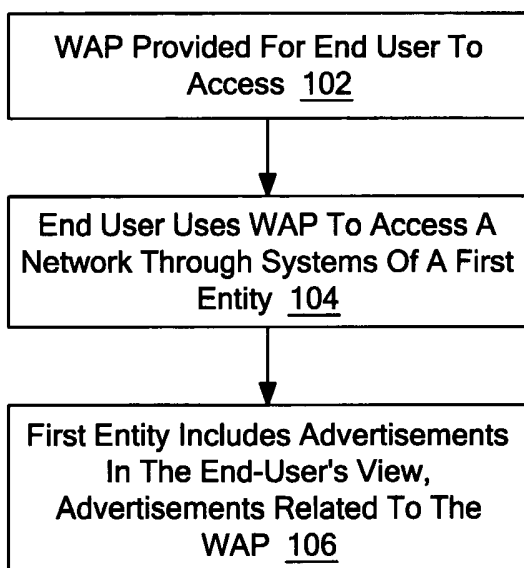 WAP Provided For End User To
Access 102
End User Uses WAP To Access A
Network Through Systems Of A First
Entity 104
First Entity Includes Advertisements
In The End-User's View,
Advertisements Related To The
WAP 106